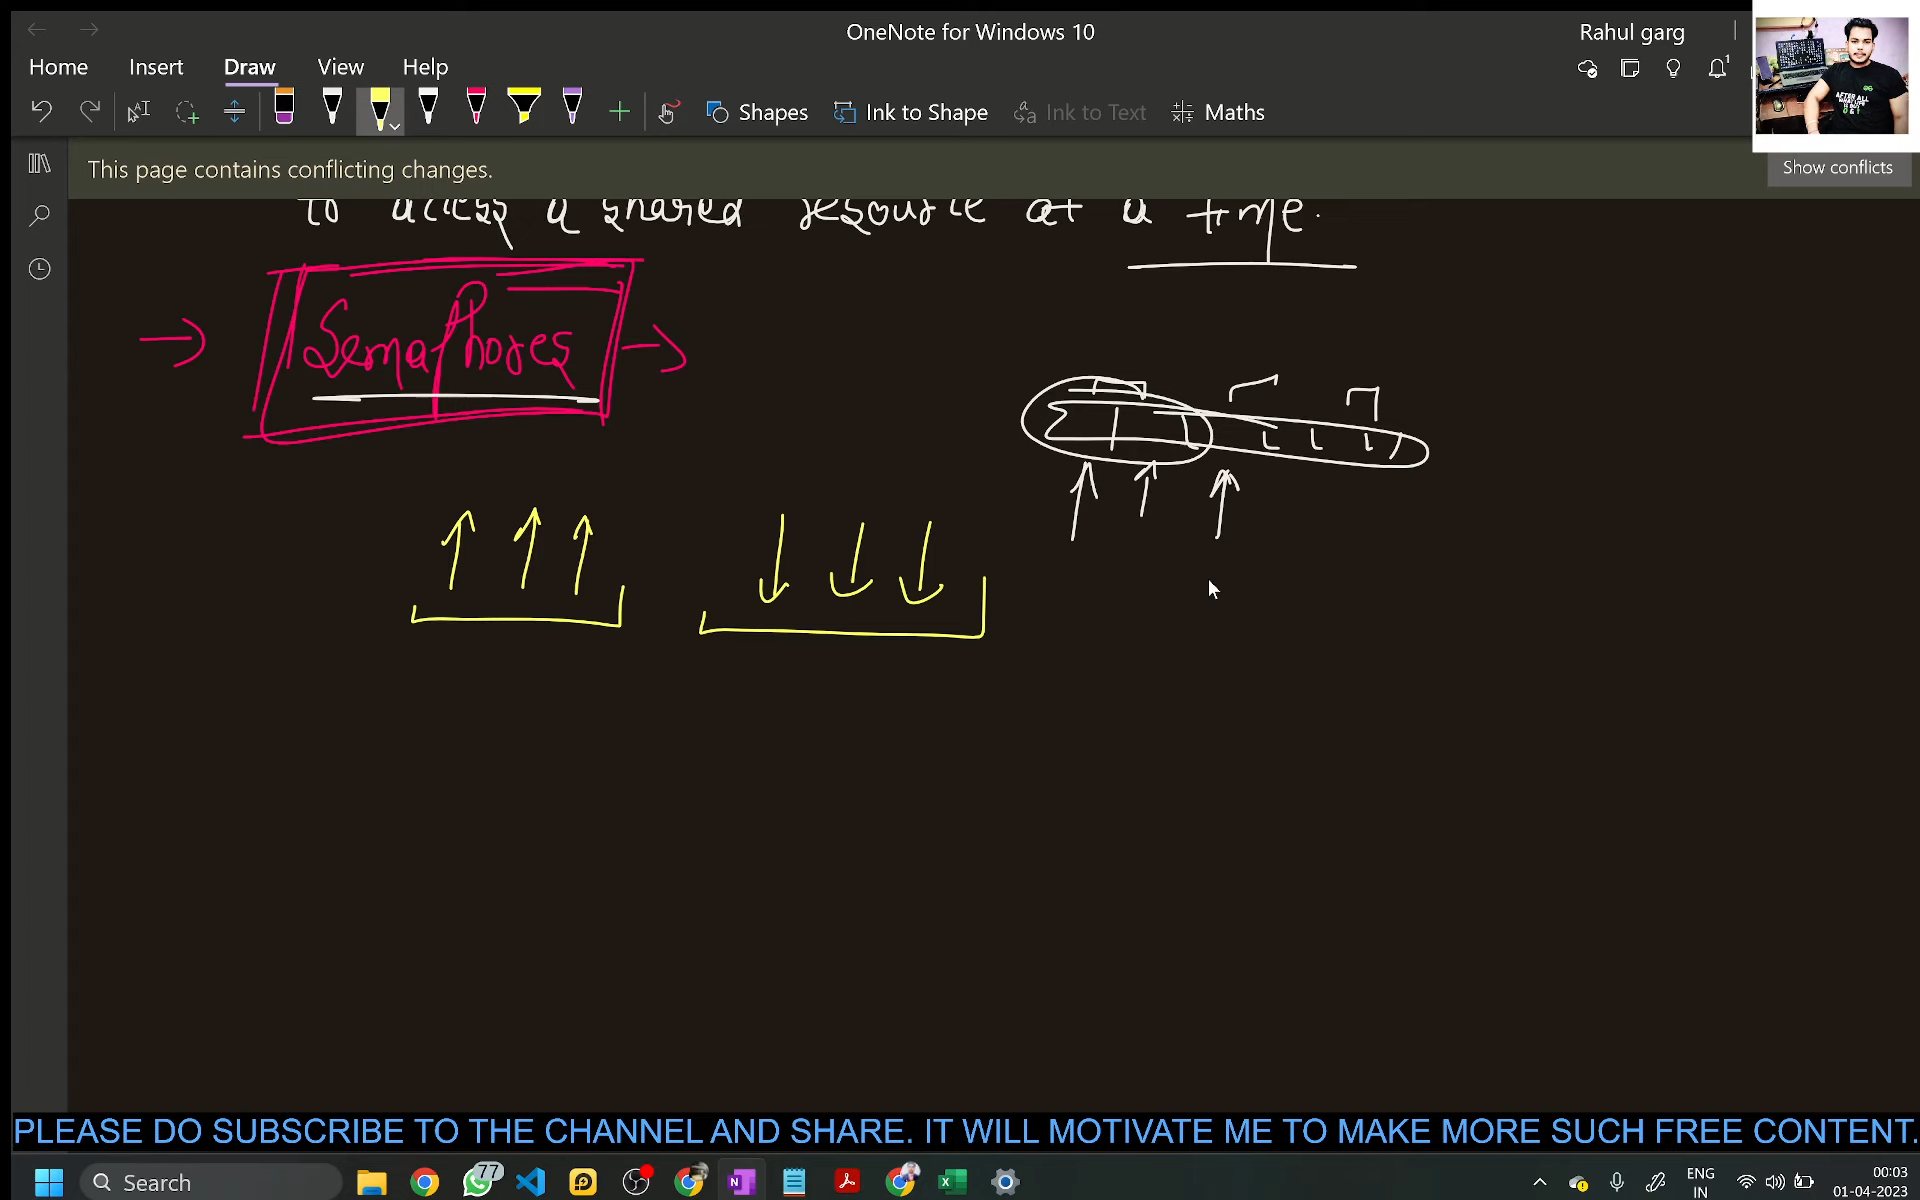 OneNote for Windows 10
Rahul garg
Home Insert Draw View Help
Shapes Ink to Shape Ink to Text Maths
This page contains conflicting changes.
Show conflicts
to access a shared resource at a time.
Semaphores
PLEASE DO SUBSCRIBE TO THE CHANNEL AND SHARE. IT WILL MOTIVATE ME TO MAKE MORE SUCH FREE CONTENT.
Search
77
ENG
IN
00:03
01-04-2023